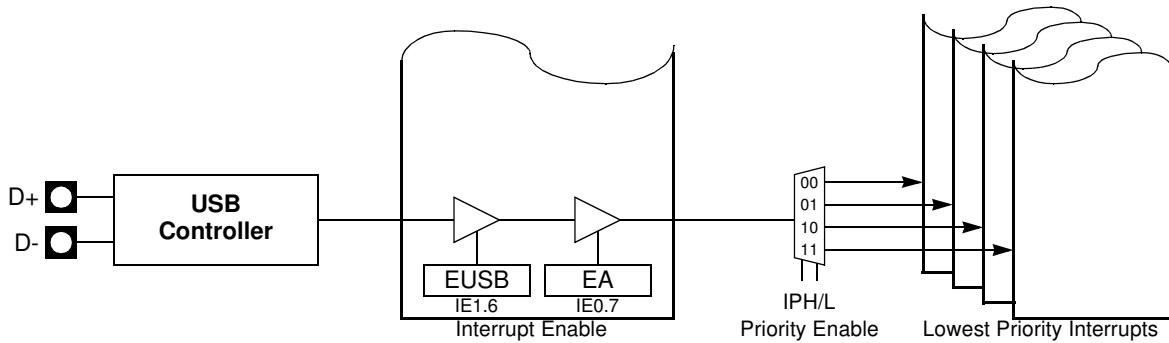 D+
D-
USB
Controller
EUSB
IE1.6
EA
IE0.7
Interrupt Enable
00
01
10
11
IPH/L
Priority Enable
Lowest Priority Interrupts